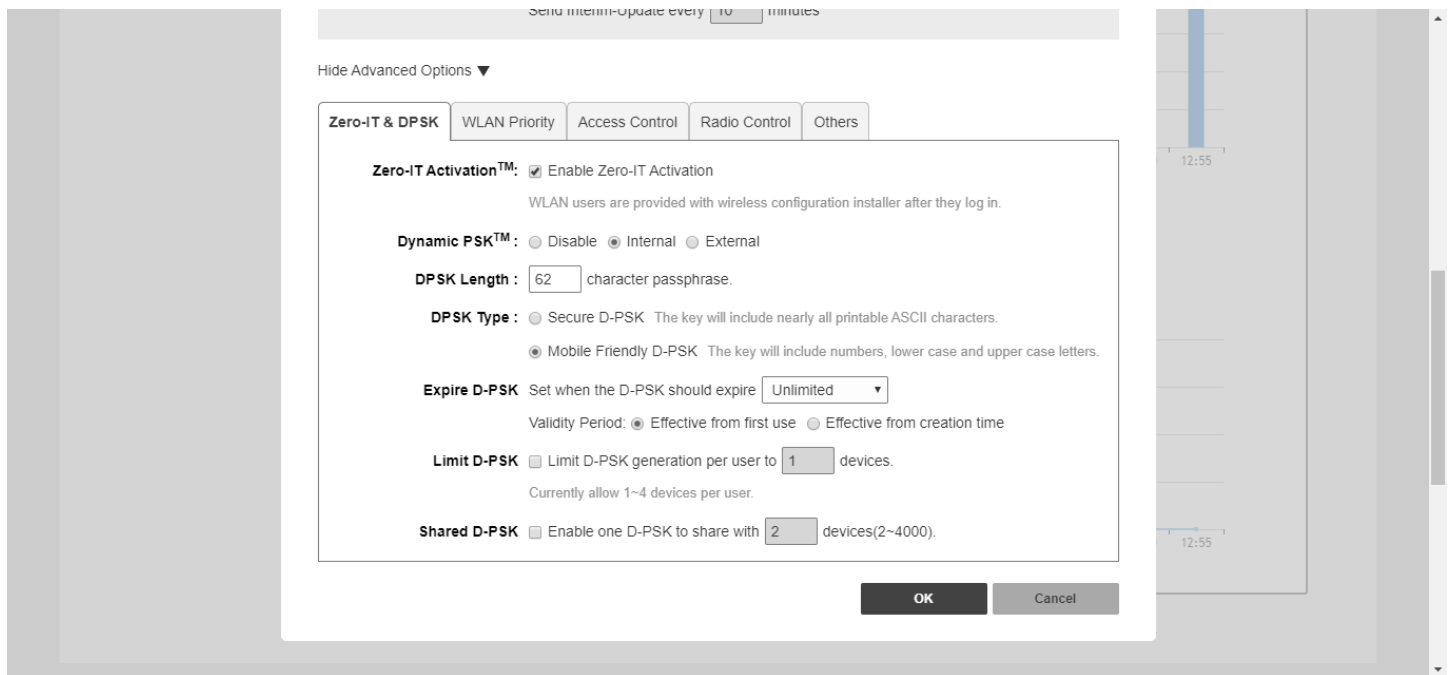 Send Interim-Update every 10 minutes
Hide Advanced Options ▼
Zero-IT & DPSK WLAN Priority Access Control Radio Control Others
Zero-IT Activation™: Enable Zero-IT Activation
WLAN users are provided with wireless configuration installer after they log in.
Dynamic PSK™ : Disable Internal External
DPSK Length : 62 character passphrase.
DPSK Type : Secure D-PSK The key will include nearly all printable ASCII characters.
Mobile Friendly D-PSK The key will include numbers, lower case and upper case letters.
Expire D-PSK Set when the D-PSK should expire Unlimited
Validity Period: Effective from first use Effective from creation time
Limit D-PSK Limit D-PSK generation per user to 1 devices.
Currently allow 1~4 devices per user.
Shared D-PSK Enable one D-PSK to share with 2 devices(2~4000).
OK Cancel
12:55
12:55